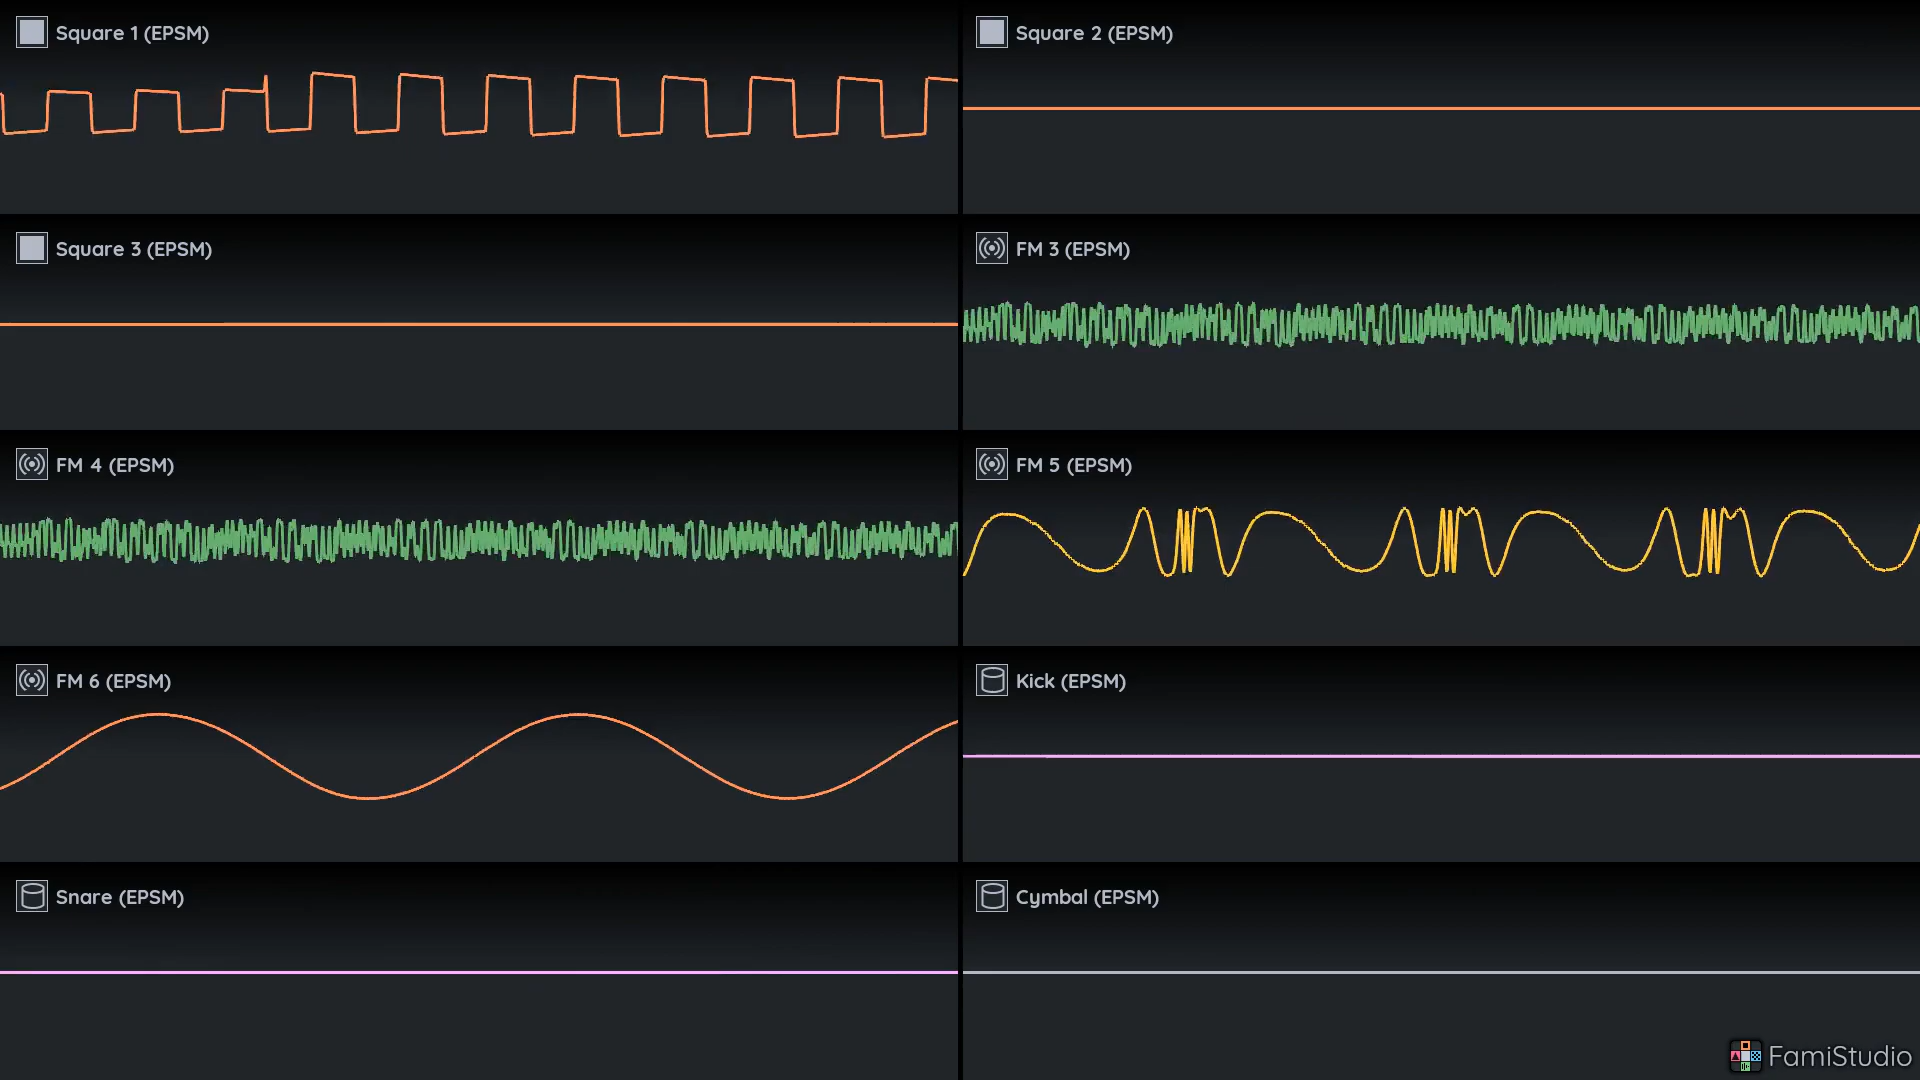 Square 1 (EPSM)
Square 2 (EPSM)
Square 3 (EPSM)
FM 3 (EPSM)
FM 4 (EPSM)
FM 5 (EPSM)
FM 6 (EPSM)
Kick (EPSM)
Snare (EPSM)
Cymbal (EPSM)
FamiStudio